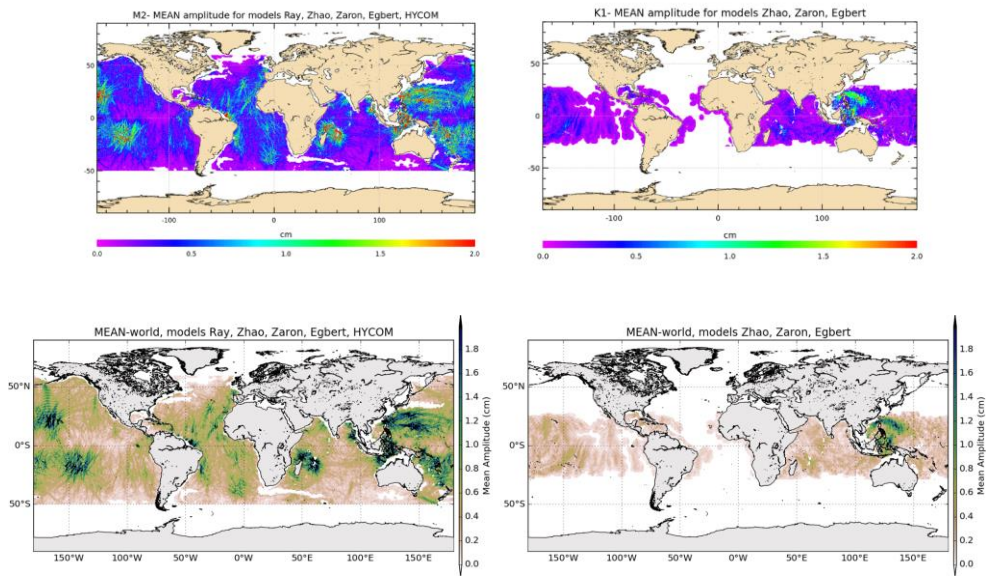 M2- MEAN amplitude for models Ray, Zhao, Zaron, Egbert, HYCOM
50
0
-50
-100
0
100
cm
0.0
0.5
1.0
1.5
2.0
K1- MEAN amplitude for models Zhao, Zaron, Egbert
50
0
-50
-100
0
100
cm
0.0
0.5
1.0
1.5
2.0
MEAN-world, models Ray, Zhao, Zaron, Egbert, HYCOM
50°N
0°S
50°S
150°W
100°W
50°W
0°W
50°E
100°E
150°E
1.8
1.6
1.4
1.2
1.0
0.8
0.6
0.4
0.2
0.0
Mean Amplitude (cm)
MEAN-world, models Zhao, Zaron, Egbert
50°N
0°S
50°S
150°W
100°W
50°W
0°W
50°E
100°E
150°E
1.8
1.6
1.4
1.2
1.0
0.8
0.6
0.4
0.2
0.0
Mean Amplitude (cm)